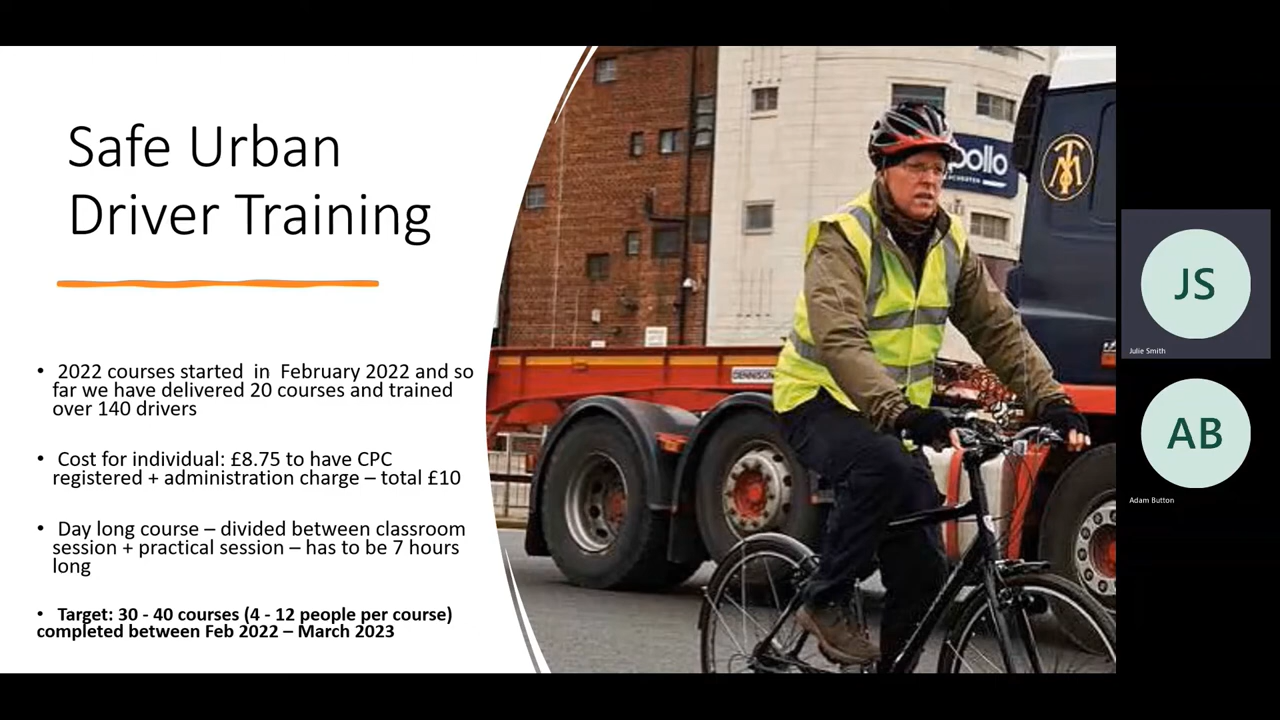 Safe Urban
Driver Training
• 2022 courses started in February 2022 and so
far we have delivered 20 courses and trained
over 140 drivers
• Cost for individual: £8.75 to have CPC
registered + administration charge – total £10
• Day long course – divided between classroom
session + practical session – has to be 7 hours
long
• Target: 30 - 40 courses (4 - 12 people per course)
completed between Feb 2022 – March 2023
DENNISON
JS
Julie Smith
AB
Adam Button